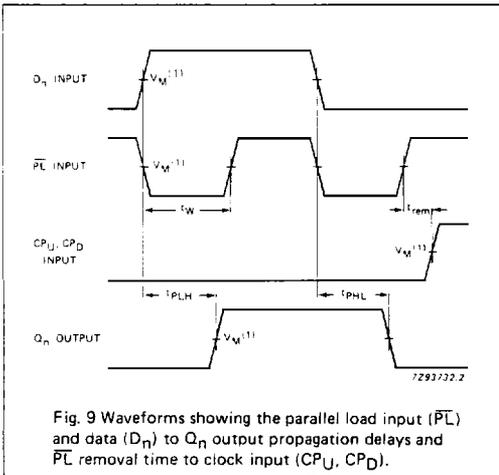 Dn INPUT
VM(1)
PL INPUT
VM(1)
tW
trem
CPU, CPD
INPUT
VM(1)
tPLH
tPHL
Qn OUTPUT
VM(1)
7Z93732.2
Fig. 9 Waveforms showing the parallel load input (PL)
and data (Dn) to Qn output propagation delays and
PL removal time to clock input (CPU, CPD).